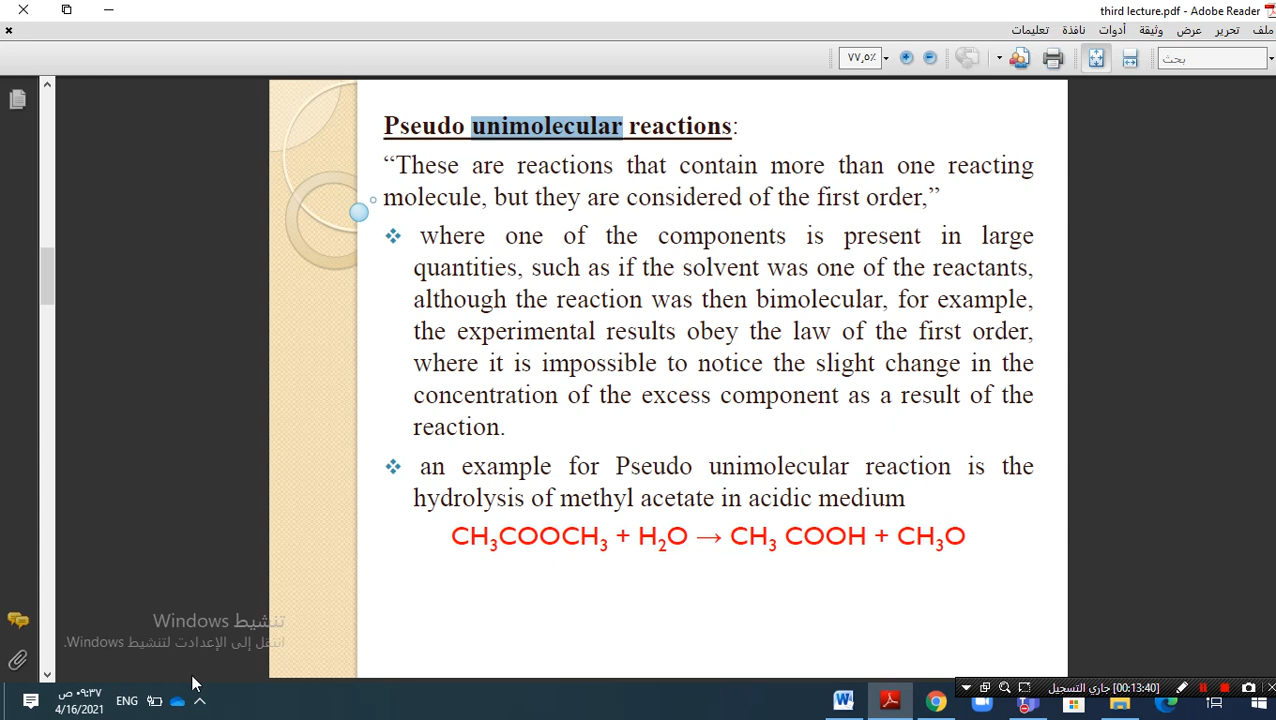 third lecture.pdf - Adobe Reader
ملف تحرير عرض وثيقة أدوات نافذة تعليمات
٧٧,٥٪
بحث
Pseudo unimolecular reactions:
“These are reactions that contain more than one reacting
molecule, but they are considered of the first order,”
where one of the components is present in large
quantities, such as if the solvent was one of the reactants,
although the reaction was then bimolecular, for example,
the experimental results obey the law of the first order,
where it is impossible to notice the slight change in the
concentration of the excess component as a result of the
reaction.
an example for Pseudo unimolecular reaction is the
hydrolysis of methyl acetate in acidic medium
CH₃COOCH₃ + H₂O → CH₃ COOH + CH₃O
تنشيط Windows
انتقل إلى الإعدادت لتنشيط Windows.
٠٩:٣٧ ص
4/16/2021
ENG
جاري التسجيل [00:13:40]